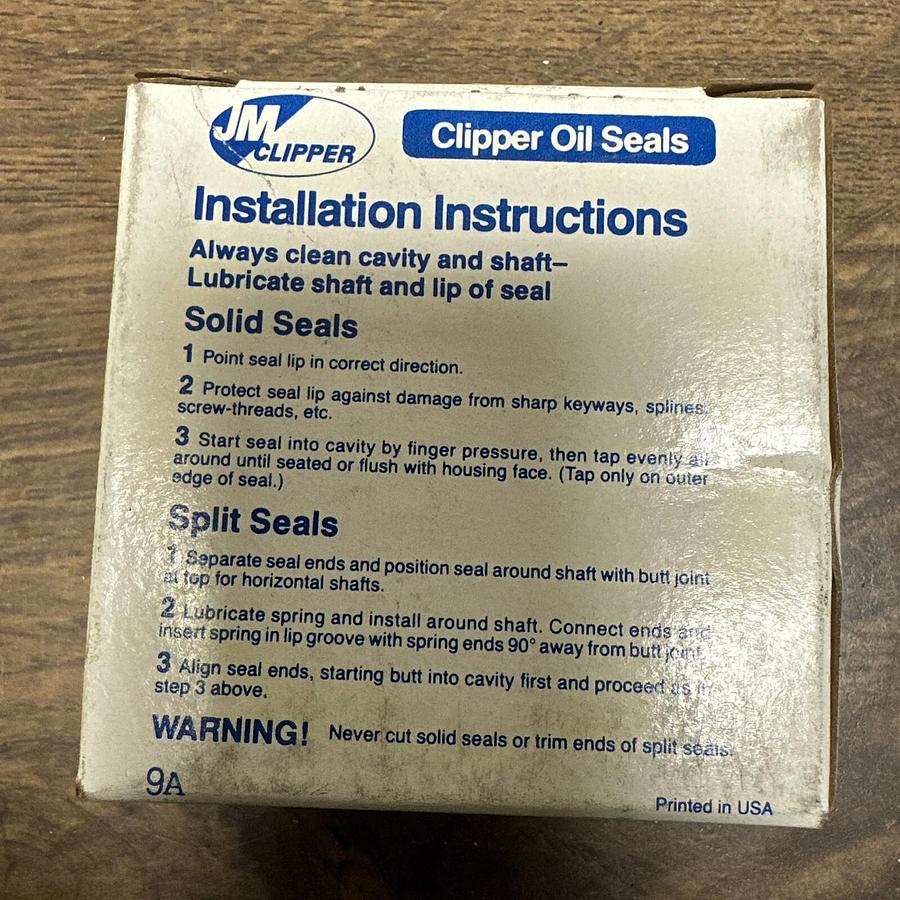 JM
CLIPPER
Clipper Oil Seals
Installation Instructions
Always clean cavity and shaft–
Lubricate shaft and lip of seal
Solid Seals
1 Point seal lip in correct direction.
2 Protect seal lip against damage from sharp keyways, splines,
screw-threads, etc.
3 Start seal into cavity by finger pressure, then tap evenly all
around until seated or flush with housing face. (Tap only on outer
edge of seal.)
Split Seals
1 Separate seal ends and position seal around shaft with butt joint
at top for horizontal shafts.
2 Lubricate spring and install around shaft. Connect ends and
insert spring in lip groove with spring ends 90° away from butt joint.
3 Align seal ends, starting butt into cavity first and proceed as in
step 3 above.
WARNING! Never cut solid seals or trim ends of split seals.
9A
Printed in USA